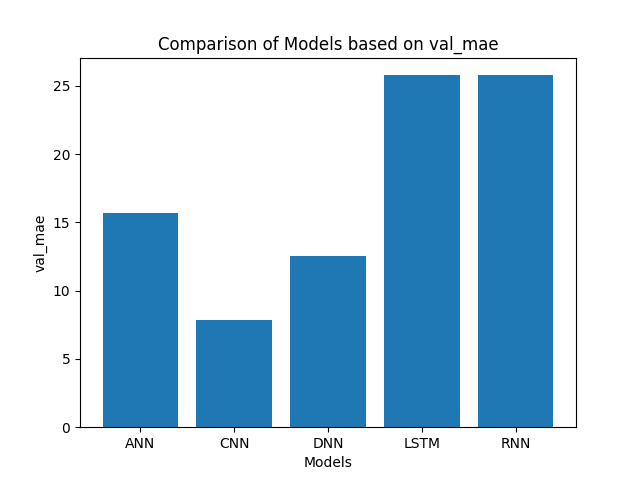 Comparison of Models based on val_mae
25
20
15
10
5
0
val_mae
ANN CNN DNN LSTM RNN
Models